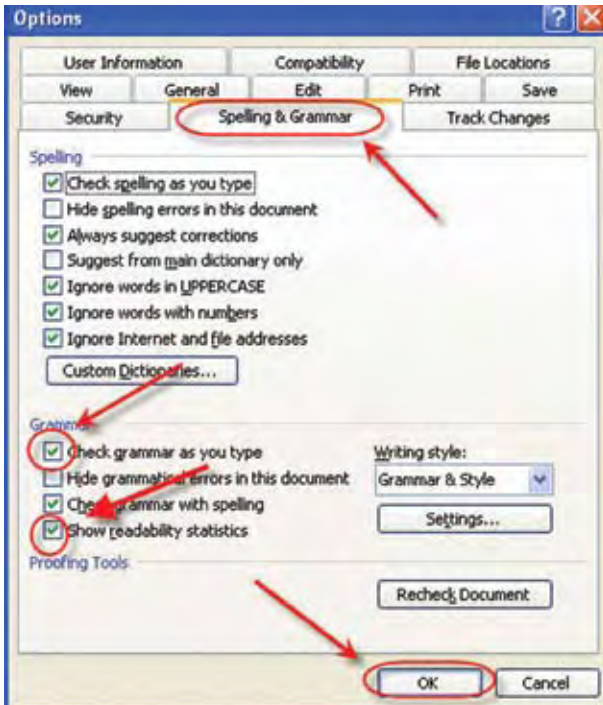 Options
User Information Compatibility File Locations
View General Edit Print Save
Security Spelling & Grammar Track Changes
Spelling
Check spelling as you type
Hide spelling errors in this document
Always suggest corrections
Suggest from main dictionary only
Ignore words in UPPERCASE
Ignore words with numbers
Ignore Internet and file addresses
Custom Dictionaries...
Grammar
Check grammar as you type Writing style:
Hide grammatical errors in this document Grammar & Style
Check grammar with spelling
Settings...
Show readability statistics
Proofing Tools
Recheck Document
OK Cancel